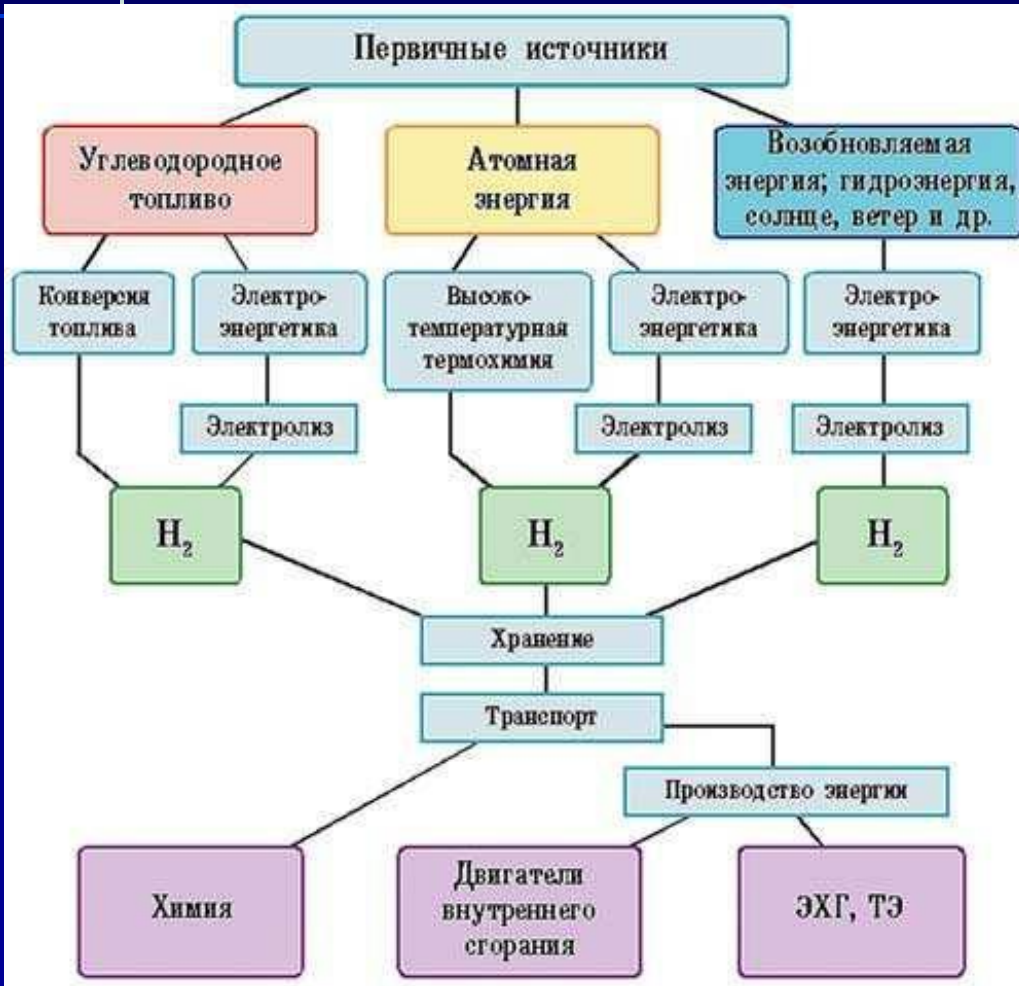 Первичные источники
Углеводородное
топливо
Атомная
энергия
Возобновляемая
энергия; гидроэнергия,
солнце, ветер и др.
Конверсия
топлива
Электро-
энергетика
Высоко-
температурная
термохимия
Электро-
энергетика
Электро-
энергетика
Электролиз
Электролиз
Электролиз
H₂
H₂
H₂
Хранение
Транспорт
Производство энергии
Химия
Двигатели
внутреннего
сгорания
ЭХГ, ТЭ